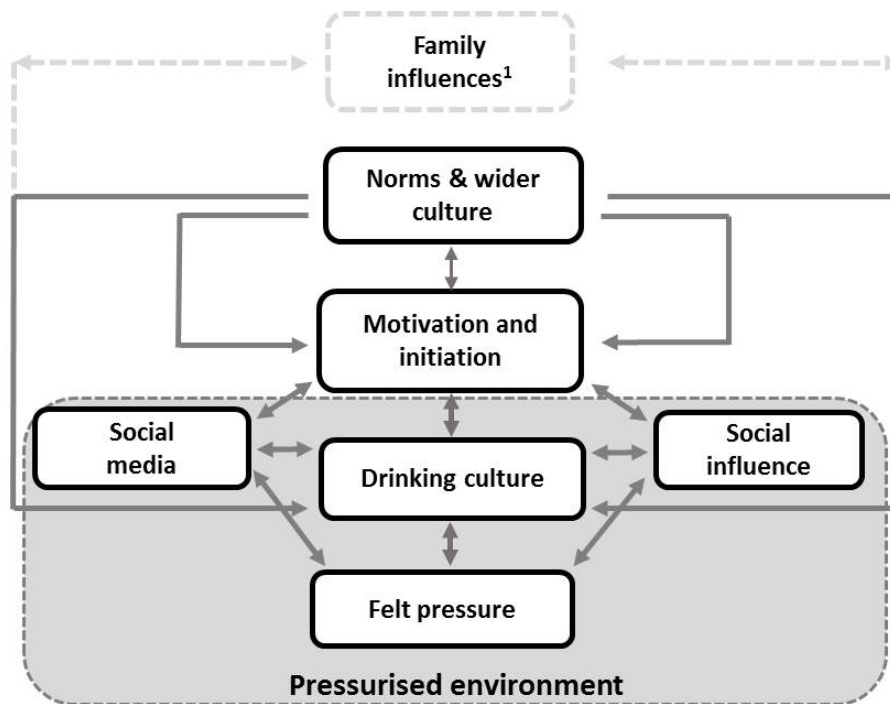 Family
influences¹
Norms & wider
culture
Motivation and
initiation
Social
media
Drinking culture
Social
influence
Felt pressure
Pressurised environment